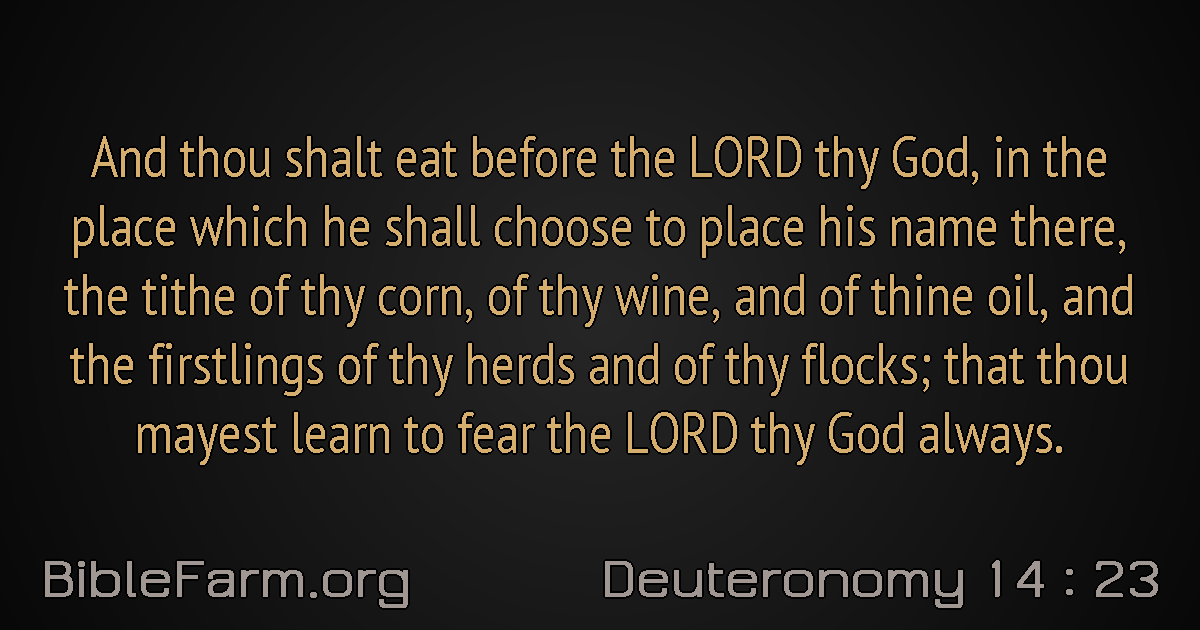 And thou shalt eat before the LORD thy God, in the
place which he shall choose to place his name there,
the tithe of thy corn, of thy wine, and of thine oil, and
the firstlings of thy herds and of thy flocks; that thou
mayest learn to fear the LORD thy God always.
BibleFarm.org Deuteronomy 14 : 23